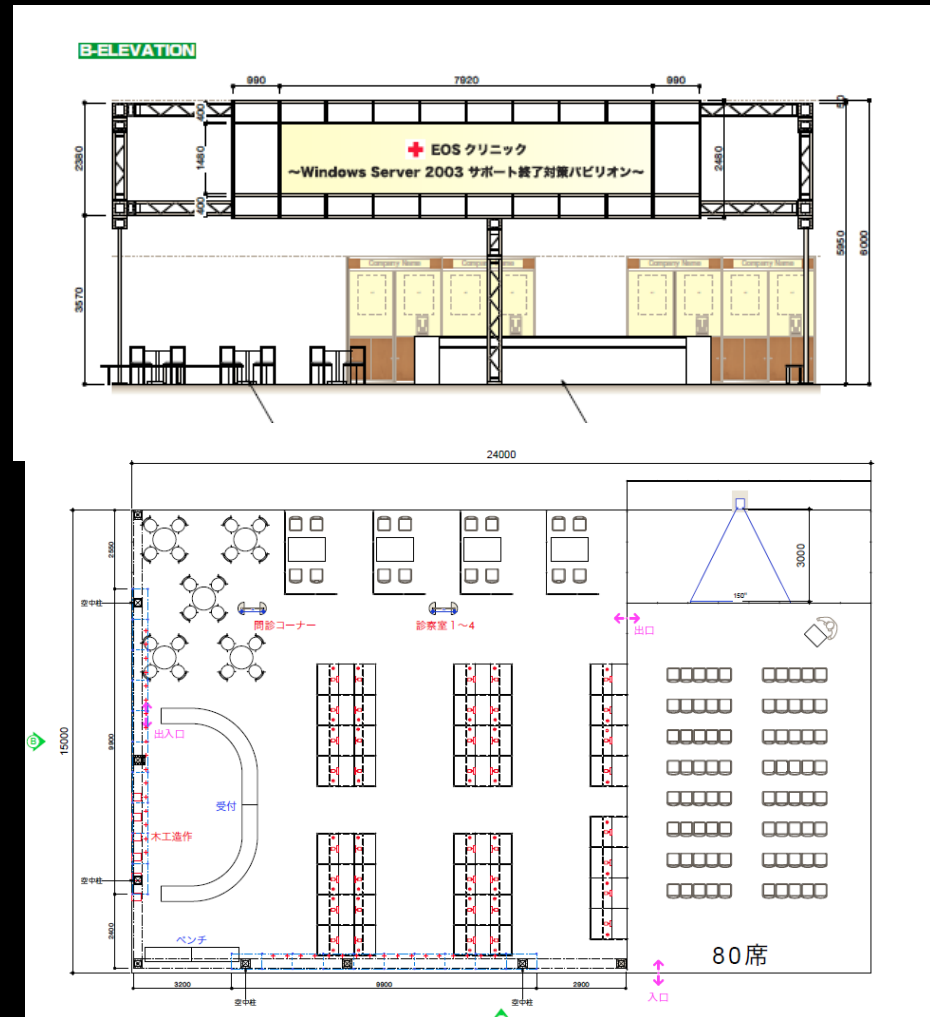 B-ELEVATION
990
7920
990
50
400
2380
1480
400
2480
EOS クリニック
～Windows Server 2003 サポート終了対策パビリオン～
5950
6000
3570
Company Name
Company Name
Company Name
Company Name
24000
2550
3000
150"
空中柱
問診コーナー
診察室1～4
出口
15000
B
出入口
9900
受付
木工造作
空中柱
2400
ベンチ
80席
3200
9900
2900
入口
空中柱
空中柱